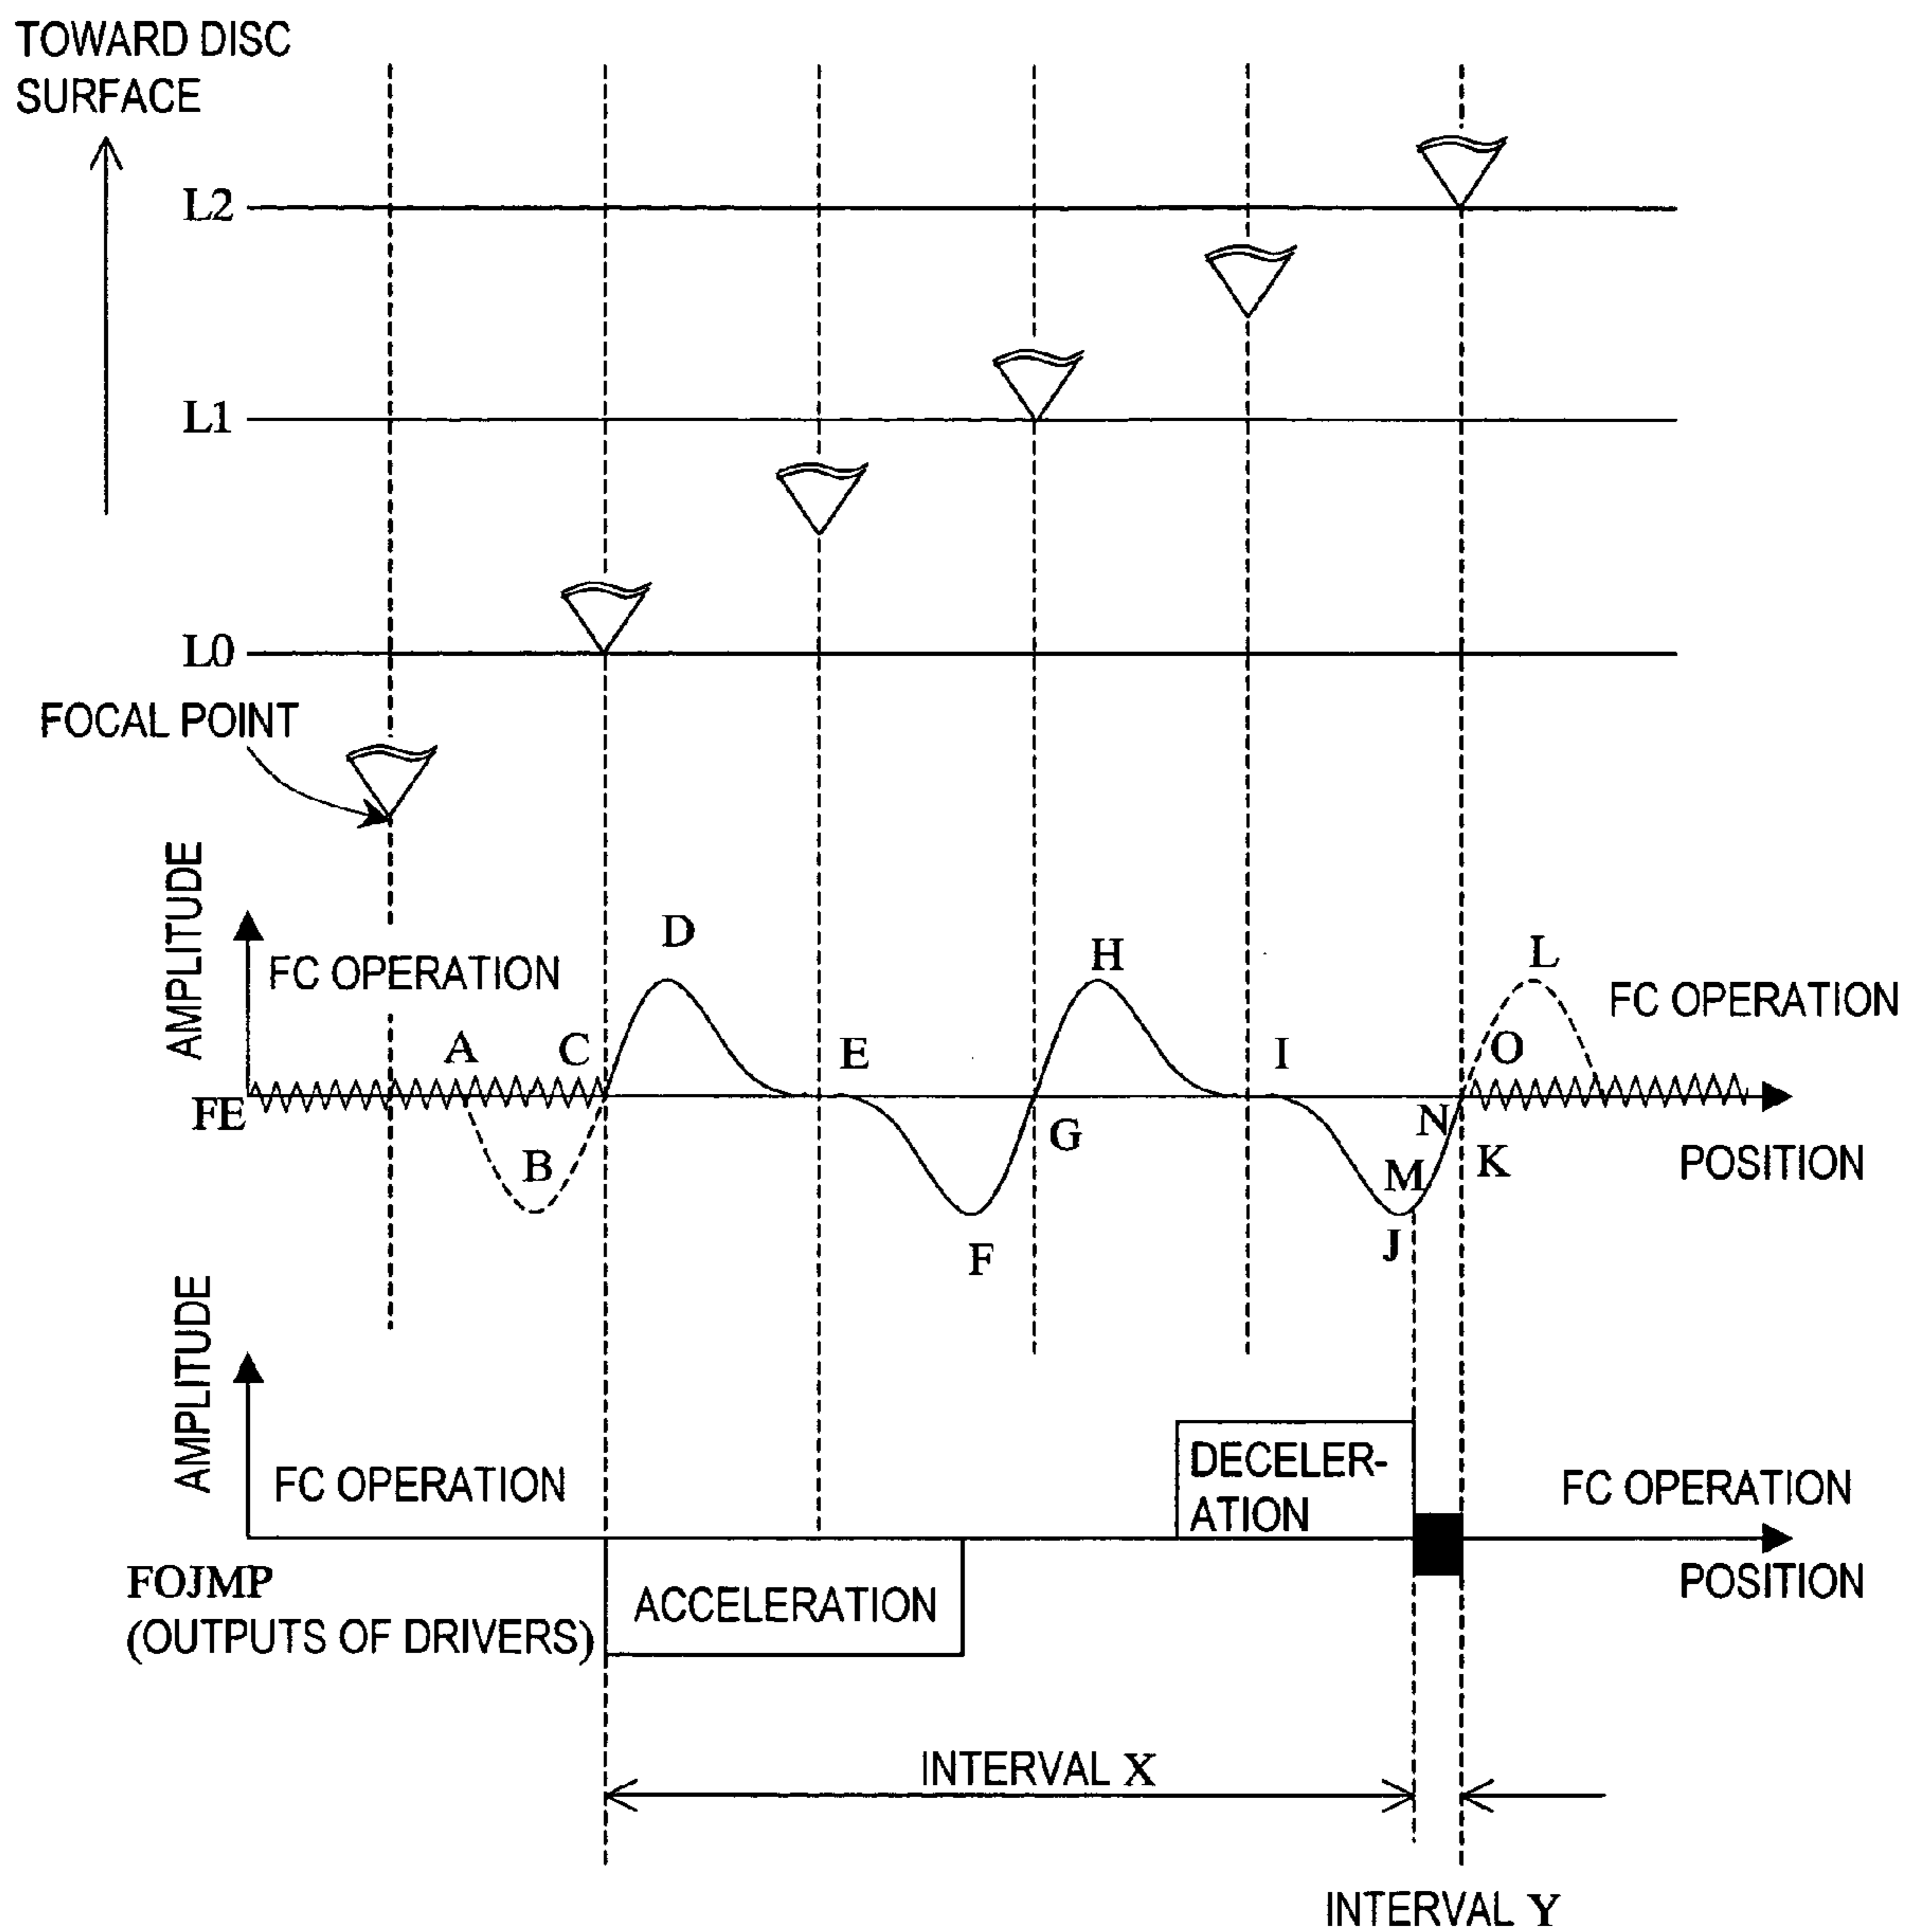 TOWARD DISC
SURFACE
L2
L1
L0
FOCAL POINT
AMPLITUDE
FC OPERATION
D
H
L
FC OPERATION
A
C
E
I
O
FE
B
G
N
M
K
POSITION
F
J
AMPLITUDE
FC OPERATION
DECELER-
ATION
FC OPERATION
FOJMP
(OUTPUTS OF DRIVERS)
ACCELERATION
POSITION
INTERVAL X
INTERVAL Y